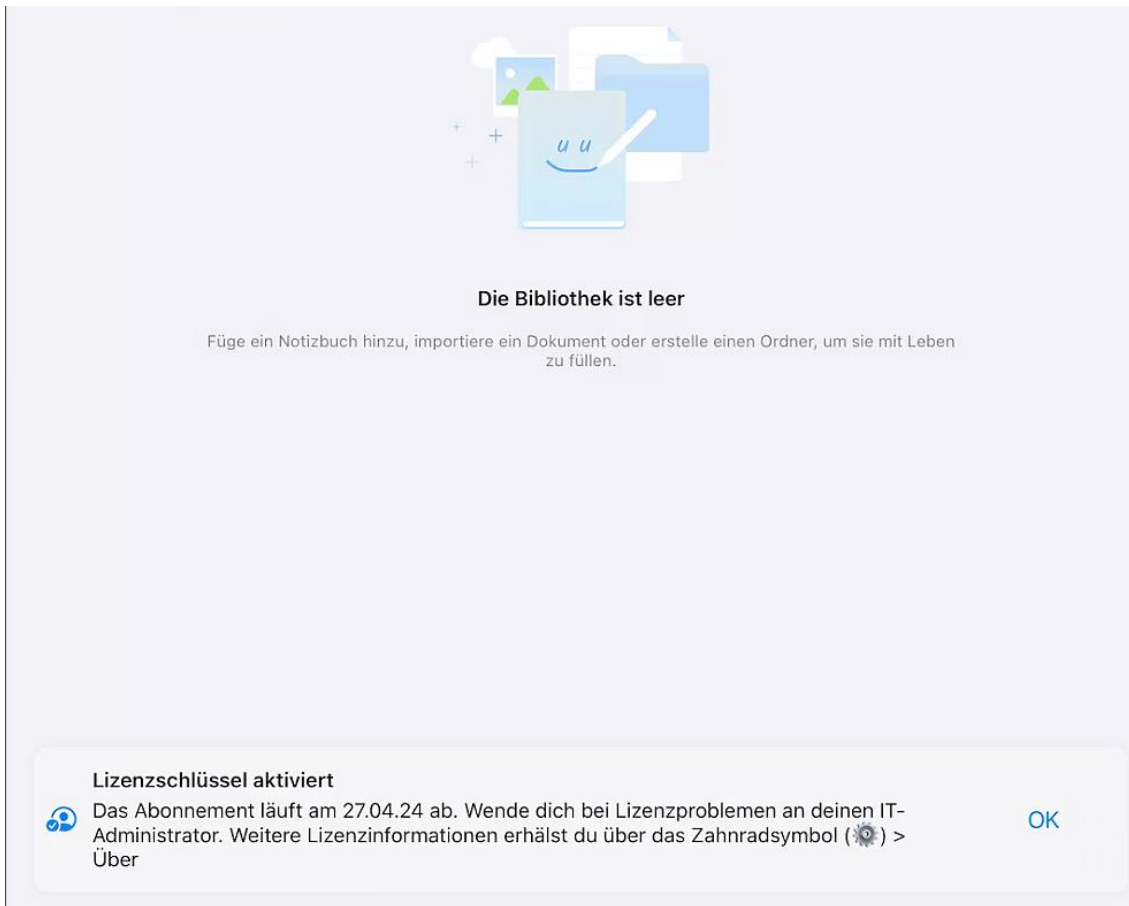 Die Bibliothek ist leer
Füge ein Notizbuch hinzu, importiere ein Dokument oder erstelle einen Ordner, um sie mit Leben
zu füllen.
Lizenzschlüssel aktiviert
Das Abonnement läuft am 27.04.24 ab. Wende dich bei Lizenzproblemen an deinen IT-
Administrator. Weitere Lizenzinformationen erhälst du über das Zahnradsymbol (⚙️) >
Über
OK